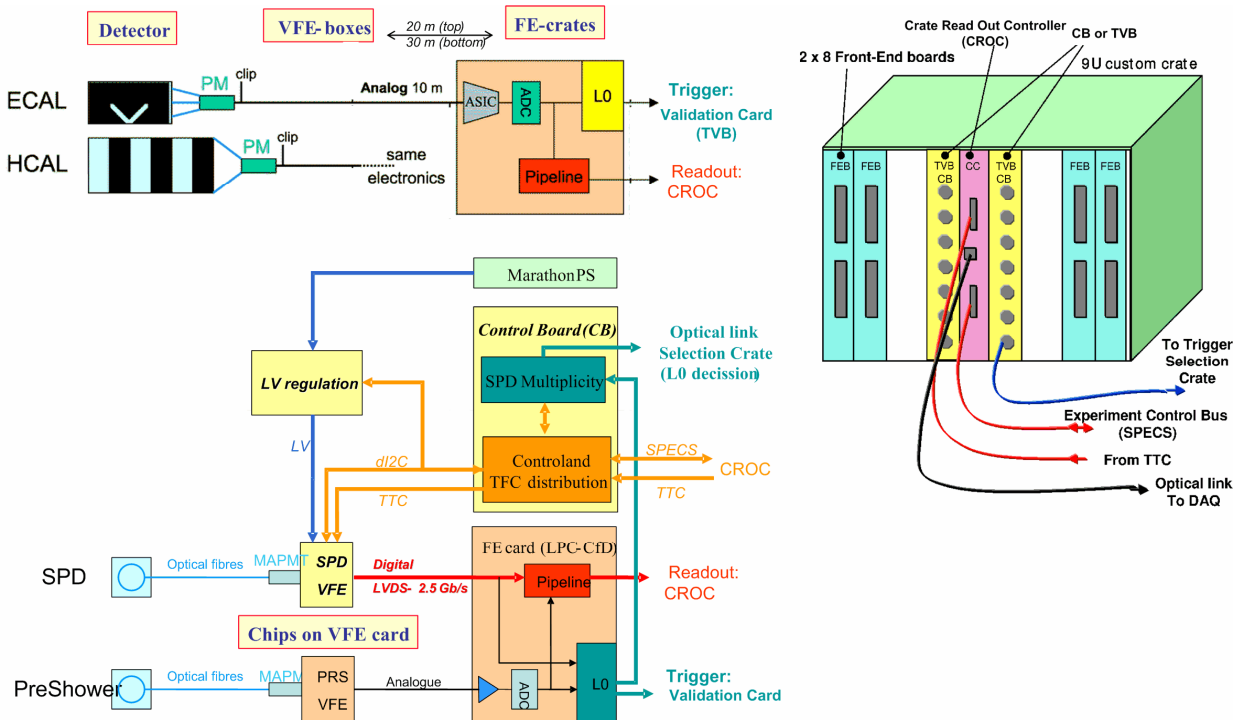 Detector
VFE- boxes
20 m (top)
30 m (bottom)
FE-crates
ECAL
PM
clip
Analog 10 m
ASIC
ADC
L0
Trigger:
Validation Card
(TVB)
HCAL
PM
clip
same
electronics
Pipeline
Readout:
CROC
Crate Read Out Controller
(CROC)
CB or TVB
2 x 8 Front-End boards
9U custom crate
FEB
FEB
TVB
CB
CC
TVB
CB
FEB
FEB
To Trigger
Selection
Crate
Experiment Control Bus
(SPECS)
From TTC
Optical link
To DAQ
MarathonPS
Control Board (CB)
Optical link
Selection Crate
(L0 decission)
SPD Multiplicity
LV regulation
LV
dI2C
TTC
Controland
TFC distribution
SPECS
TTC
CROC
SPD
Optical fibres
MAPMT
SPD
VFE
Digital
LVDS- 2.5 Gb/s
FE card (LPC-CfD)
Pipeline
Readout:
CROC
Chips on VFE card
PreShower
Optical fibres
MAPM
PRS
VFE
Analogue
ADC
L0
Trigger:
Validation Card